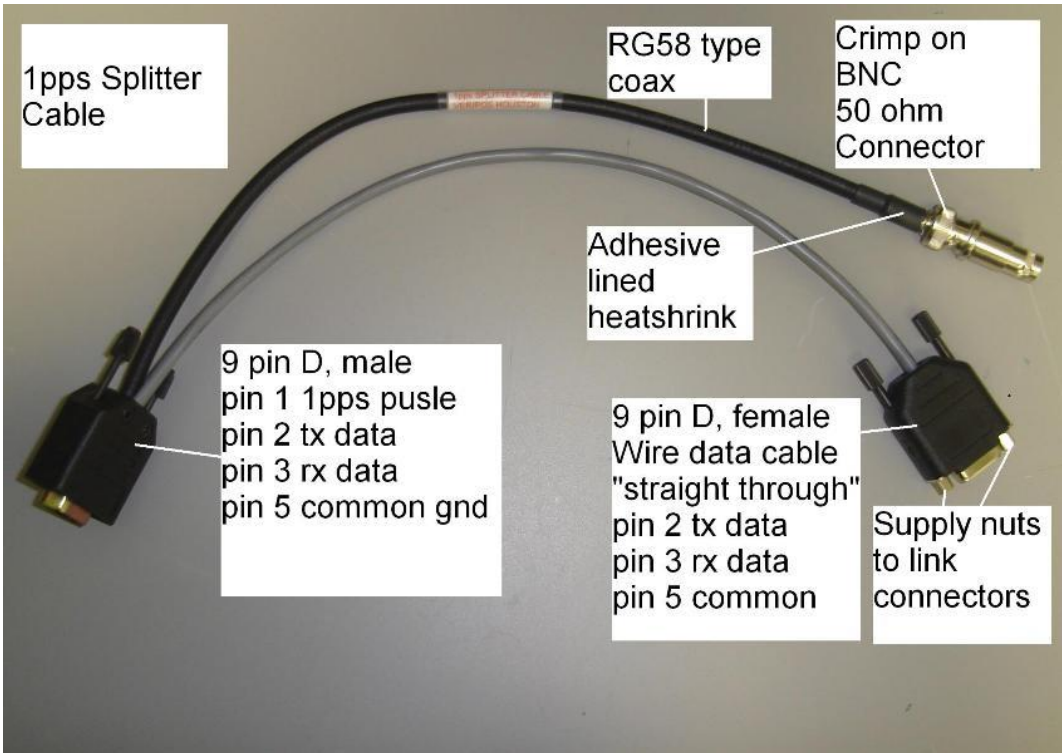 1pps Splitter
Cable
RG58 type
coax
Crimp on
BNC
50 ohm
Connector
1pps SPLITTER CABLE
Adhesive
lined
heatshrink
9 pin D, male
pin 1 1pps pusle
pin 2 tx data
pin 3 rx data
pin 5 common gnd
9 pin D, female
Wire data cable
"straight through"
pin 2 tx data
pin 3 rx data
pin 5 common
Supply nuts
to link
connectors